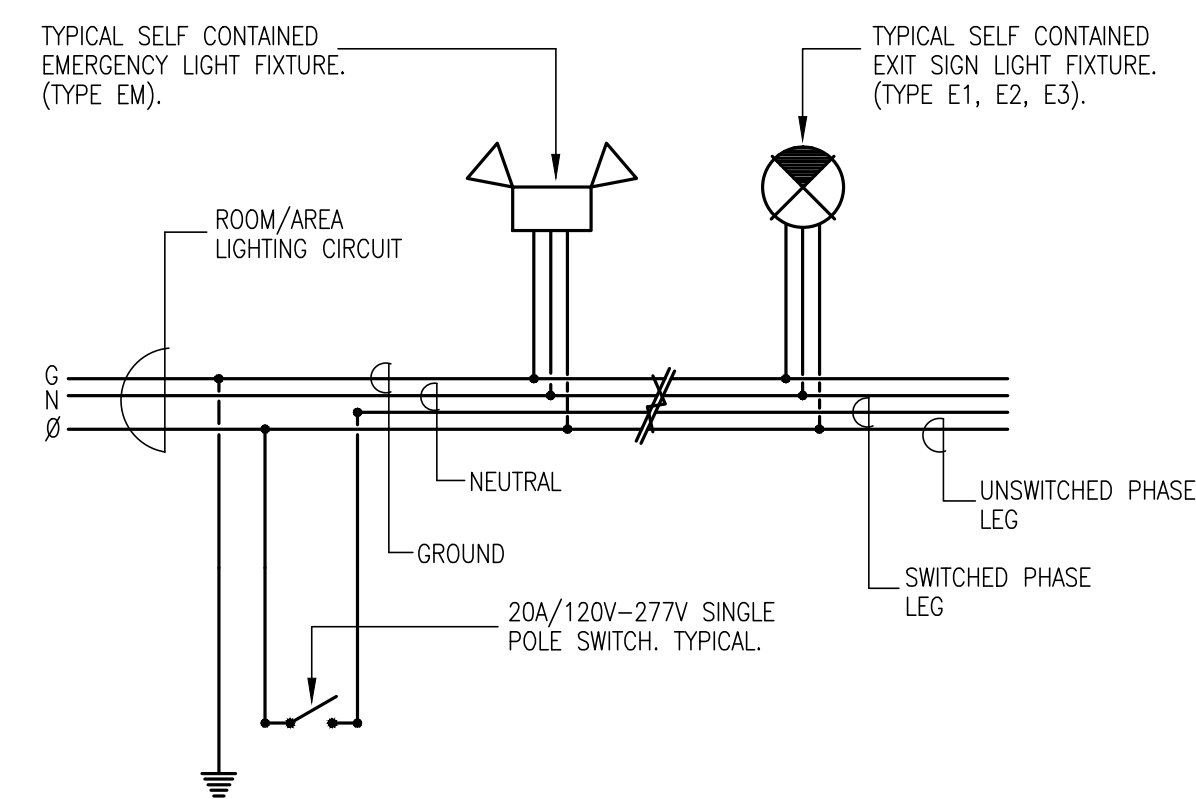 TYPICAL SELF CONTAINED
EMERGENCY LIGHT FIXTURE.
(TYPE EM).
TYPICAL SELF CONTAINED
EXIT SIGN LIGHT FIXTURE.
(TYPE E1, E2, E3).
ROOM/AREA
LIGHTING CIRCUIT
G
N
Ø
NEUTRAL
GROUND
UNSWITCHED PHASE
LEG
SWITCHED PHASE
LEG
20A/120V-277V SINGLE
POLE SWITCH. TYPICAL.